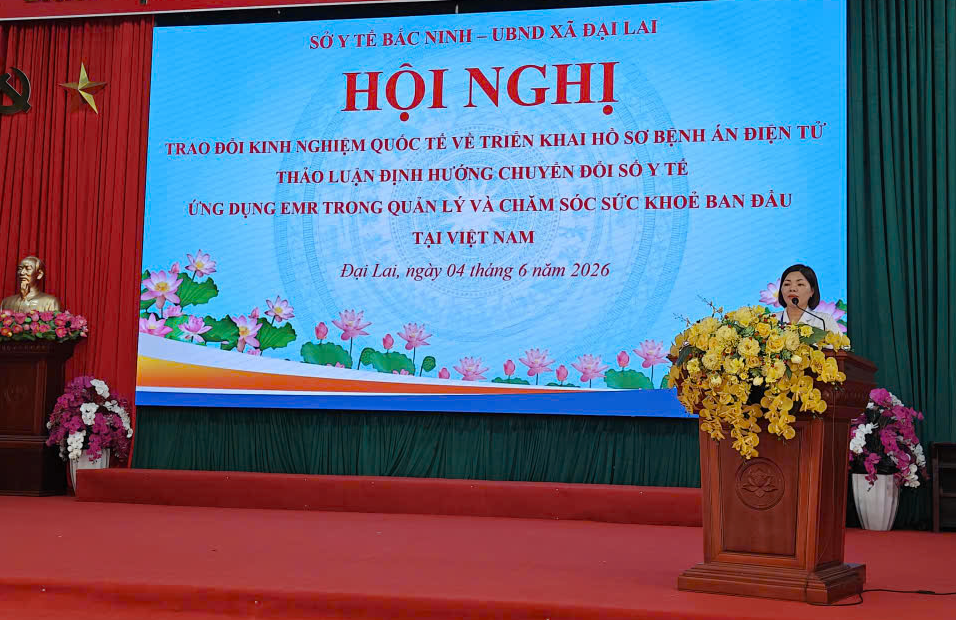 SỞ Y TẾ BẮC NINH – UBND XÃ ĐẠI LAI
HỘI NGHỊ
TRAO ĐỔI KINH NGHIỆM QUỐC TẾ VỀ TRIỂN KHAI HỒ SƠ BỆNH ÁN ĐIỆN TỬ
THẢO LUẬN ĐỊNH HƯỚNG CHUYỂN ĐỔI SỐ Y TẾ
ỨNG DỤNG EMR TRONG QUẢN LÝ VÀ CHĂM SÓC SỨC KHOẺ BAN ĐẦU
TẠI VIỆT NAM
Đại Lai, ngày 04 tháng 6 năm 2026